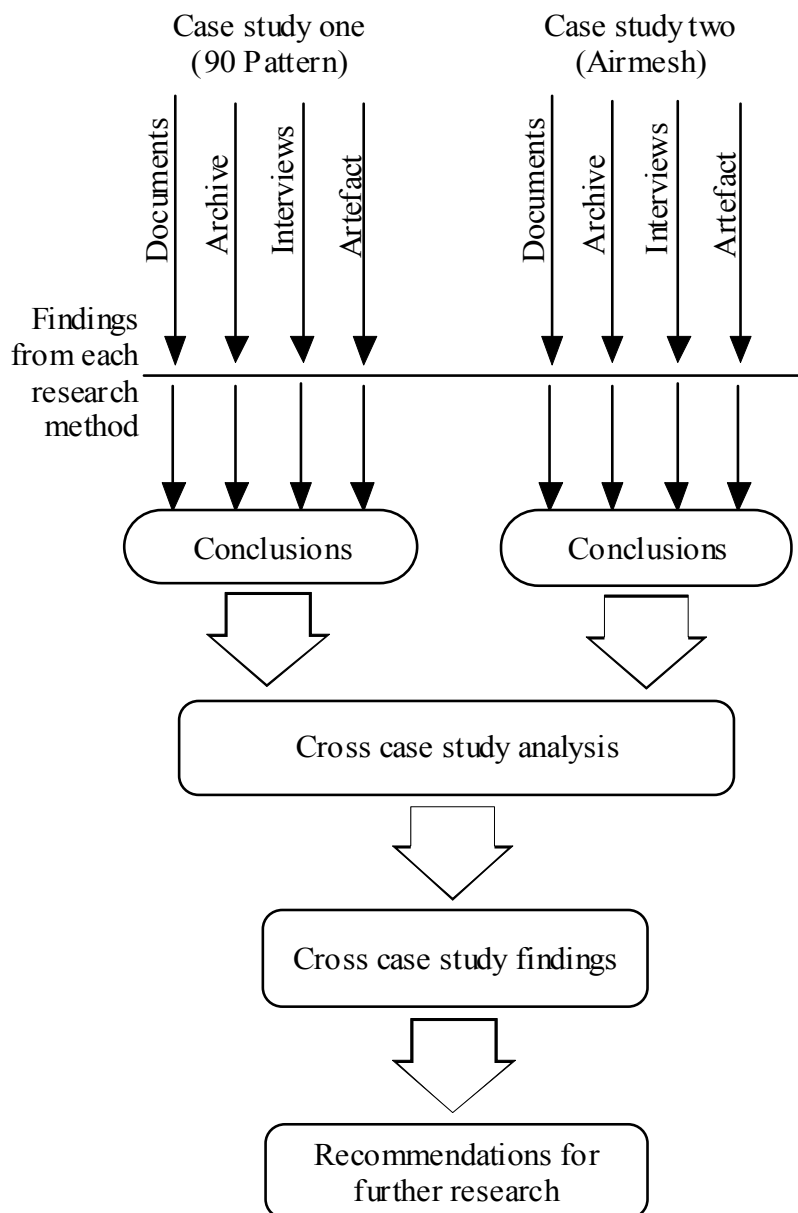 Case study one
(90 Pattern)
Case study two
(Airmesh)
Documents
Archive
Interviews
Artefact
Documents
Archive
Interviews
Artefact
Findings
from each
research
method
Conclusions
Conclusions
Cross case study analysis
Cross case study findings
Recommendations for
further research